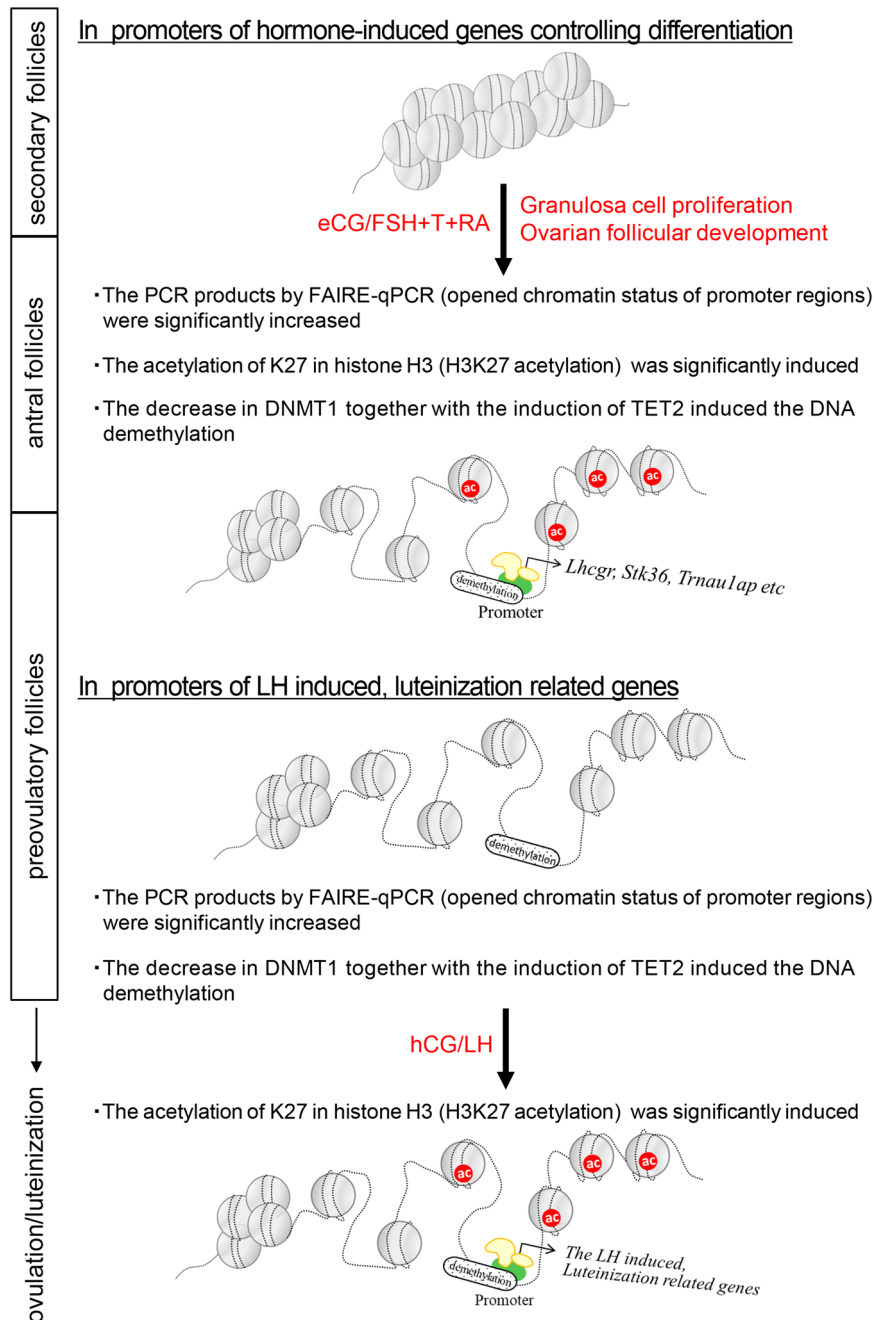 In promoters of hormone-induced genes controlling differentiation
secondary follicles
eCG/FSH+T+RA
Granulosa cell proliferation
Ovarian follicular development
antral follicles
・The PCR products by FAIRE-qPCR (opened chromatin status of promoter regions)
were significantly increased
・The acetylation of K27 in histone H3 (H3K27 acetylation) was significantly induced
・The decrease in DNMT1 together with the induction of TET2 induced the DNA
demethylation
ac
ac
ac
ac
demethylation
Promoter
Lhcgr, Stk36, Trnau1ap etc
preovulatory follicles
In promoters of LH induced, luteinization related genes
demethylation
・The PCR products by FAIRE-qPCR (opened chromatin status of promoter regions)
were significantly increased
・The decrease in DNMT1 together with the induction of TET2 induced the DNA
demethylation
hCG/LH
ovulation/luteinization
・The acetylation of K27 in histone H3 (H3K27 acetylation) was significantly induced
ac
ac
ac
ac
demethylation
Promoter
The LH induced,
Luteinization related genes